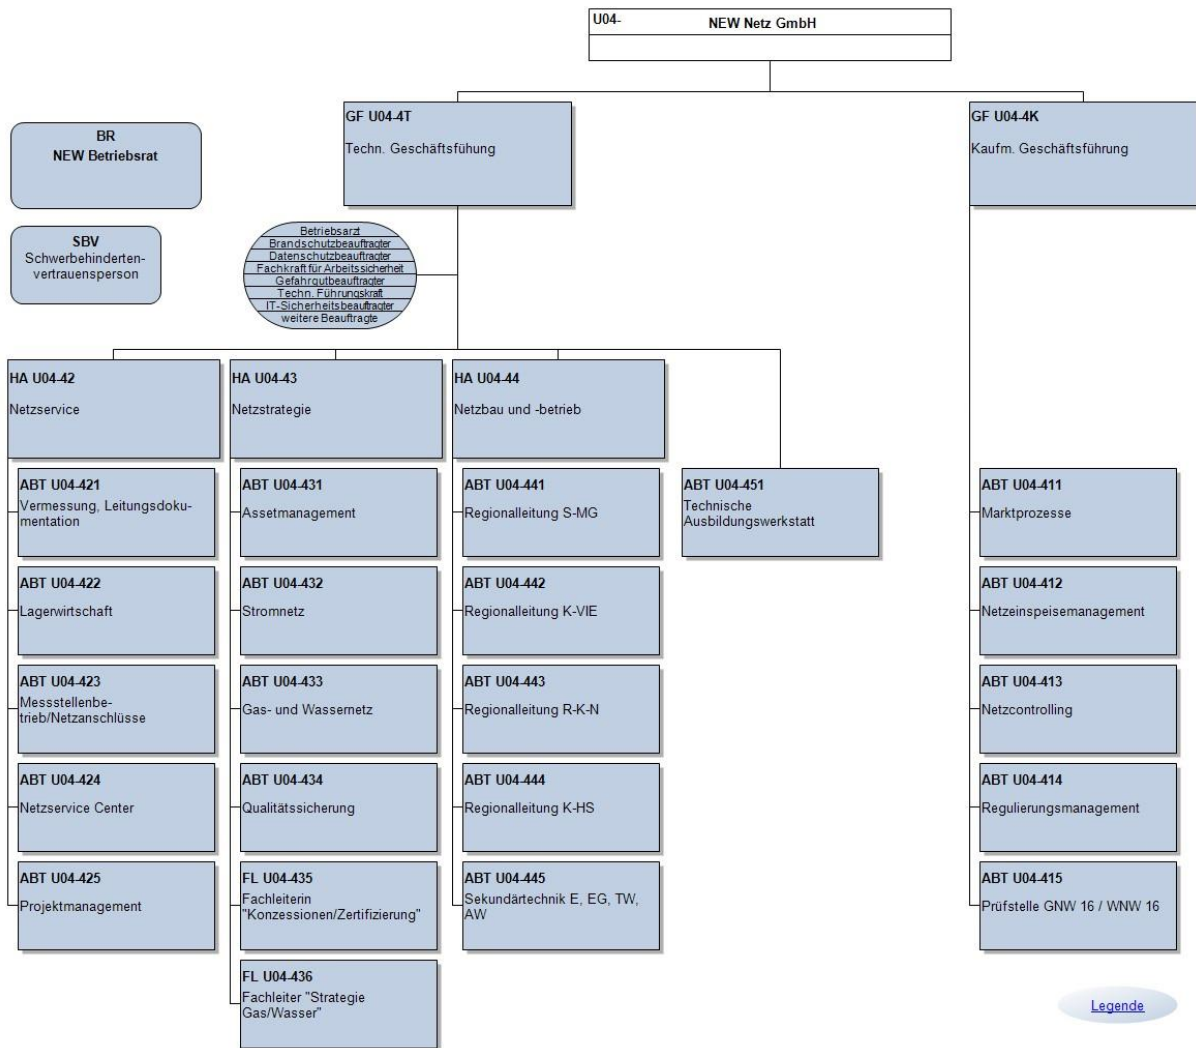 U04-
NEW Netz GmbH
GF U04-4T
Techn. Geschäftsfühung
GF U04-4K
Kaufm. Geschäftsführung
BR
NEW Betriebsrat
SBV
Schwerbehinderten-
vertrauensperson
Betriebsarzt
Brandschutzbeauftragter
Datenschutzbeauftragter
Fachkraft für Arbeitssicherheit
Gefahrgutbeauftragter
Techn. Führungskraft
IT-Sicherheitsbeauftragter
weitere Beauftragte
HA U04-42
Netzservice
ABT U04-421
Vermessung, Leitungsdoku-
mentation
ABT U04-422
Lagerwirtschaft
ABT U04-423
Messstellenbe-
trieb/Netzanschlüsse
ABT U04-424
Netzservice Center
ABT U04-425
Projektmanagement
HA U04-43
Netzstrategie
ABT U04-431
Assetmanagement
ABT U04-432
Stromnetz
ABT U04-433
Gas- und Wassernetz
ABT U04-434
Qualitätssicherung
FL U04-435
Fachleiterin
"Konzessionen/Zertifizierung"
FL U04-436
Fachleiter "Strategie
Gas/Wasser"
HA U04-44
Netzbau und -betrieb
ABT U04-441
Regionalleitung S-MG
ABT U04-442
Regionalleitung K-VIE
ABT U04-443
Regionalleitung R-K-N
ABT U04-444
Regionalleitung K-HS
ABT U04-445
Sekundärtechnik E, EG, TW,
AW
ABT U04-451
Technische
Ausbildungswerkstatt
ABT U04-411
Marktprozesse
ABT U04-412
Netzeinspeisemanagement
ABT U04-413
Netzcontrolling
ABT U04-414
Regulierungsmanagement
ABT U04-415
Prüfstelle GNW 16 / WNW 16
Legende